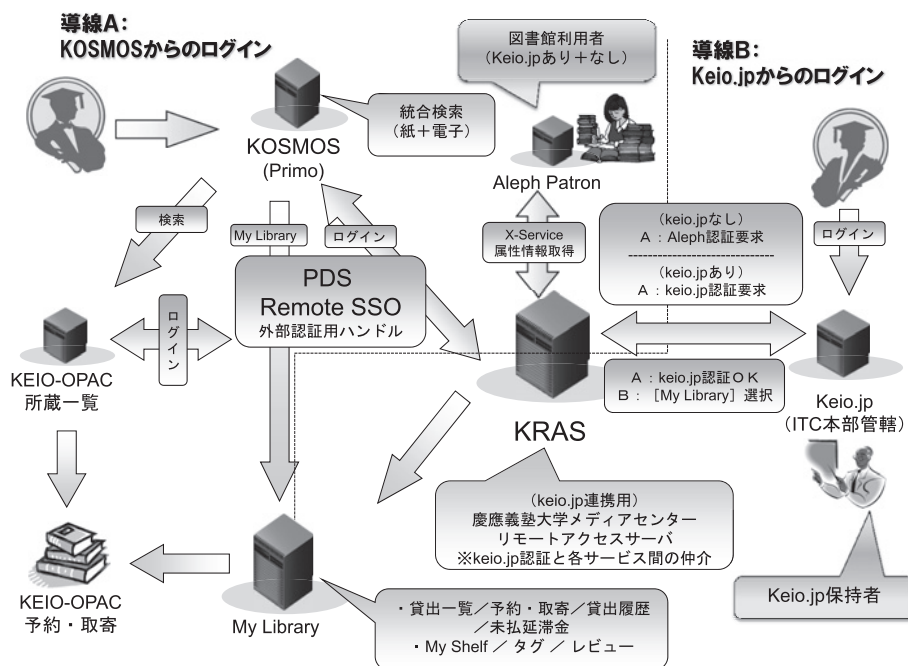 導線A：
KOSMOSからのログイン
図書館利用者
（Keio.jpあり＋なし）
導線B：
Keio.jpからのログイン
統合検索
（紙＋電子）
KOSMOS
(Primo)
Aleph Patron
検索
My Library
ログイン
X-Service
属性情報取得
（keio.jpなし）
A：Aleph認証要求
（keio.jpあり）
A：keio.jp認証要求
ログイン
PDS
Remote SSO
外部認証用ハンドル
ログイン
KEIO-OPAC
所蔵一覧
A：keio.jp認証ＯＫ
B：［My Library］選択
Keio.jp
(ITC本部管轄)
KRAS
（keio.jp連携用）
慶應義塾大学メディアセンター
リモートアクセスサーバ
※keio.jp認証と各サービス間の仲介
KEIO-OPAC
予約・取寄
My Library
・貸出一覧／予約・取寄／貸出履歴
／未払延滞金
・My Shelf ／ タグ ／ レビュー
Keio.jp保持者